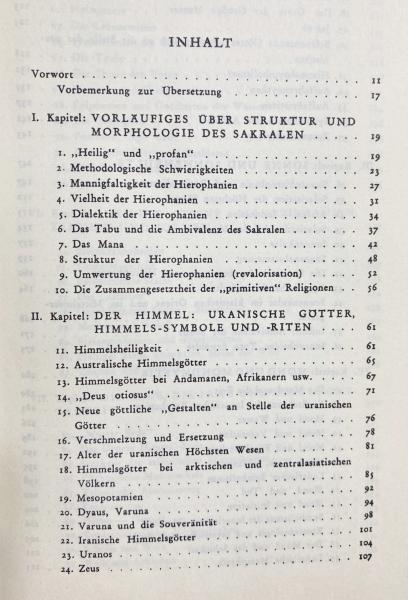 INHALT
Vorwort . . . . . . . . . . . . . . . . . . . . . . . . 11
Vorbemerkung zur Übersetzung . . . . . . . . . . . . 17
I. Kapitel: VORLÄUFIGES ÜBER STRUKTUR UND
MORPHOLOGIE DES SAKRALEN . . . . . 19
1. „Heilig" und „profan" . . . . . . . . . . . . . . . 19
2. Methodologische Schwierigkeiten . . . . . . . . . . 23
3. Mannigfaltigkeit der Hierophanien . . . . . . . . . 27
4. Vielheit der Hierophanien . . . . . . . . . . . . . 31
5. Dialektik der Hierophanien . . . . . . . . . . . . . 34
6. Das Tabu und die Ambivalenz des Sakralen . . . . . 37
7. Das Mana . . . . . . . . . . . . . . . . . . . . . 42
8. Struktur der Hierophanien . . . . . . . . . . . . . 48
9. Umwertung der Hierophanien (revalorisation) . . . . 52
10. Die Zusammengesetztheit der „primitiven" Religionen . . 56
II. Kapitel: DER HIMMEL: URANISCHE GÖTTER,
HIMMELS-SYMBOLE UND -RITEN . . . . 61
11. Himmelsheiligkeit . . . . . . . . . . . . . . . . . 61
12. Australische Himmelsgötter . . . . . . . . . . . . . 65
13. Himmelsgötter bei Andamanen, Afrikanern usw. . . . . 67
14. „Deus otiosus" . . . . . . . . . . . . . . . . . . 71
15. Neue göttliche „Gestalten" an Stelle der uranischen
Götter . . . . . . . . . . . . . . . . . . . . . . 76
16. Verschmelzung und Ersetzung . . . . . . . . . . . . 78
17. Alter der uranischen Höchsten Wesen . . . . . . . . 81
18. Himmelsgötter bei arktischen und zentralasiatischen
Völkern . . . . . . . . . . . . . . . . . . . . . . 85
19. Mesopotamien . . . . . . . . . . . . . . . . . . . 92
20. Dyaus, Varuna . . . . . . . . . . . . . . . . . . . 94
21. Varuna und die Souveränität . . . . . . . . . . . . 98
22. Iranische Himmelsgötter . . . . . . . . . . . . . . 101
23. Uranos . . . . . . . . . . . . . . . . . . . . . . 104
24. Zeus . . . . . . . . . . . . . . . . . . . . . . . 107